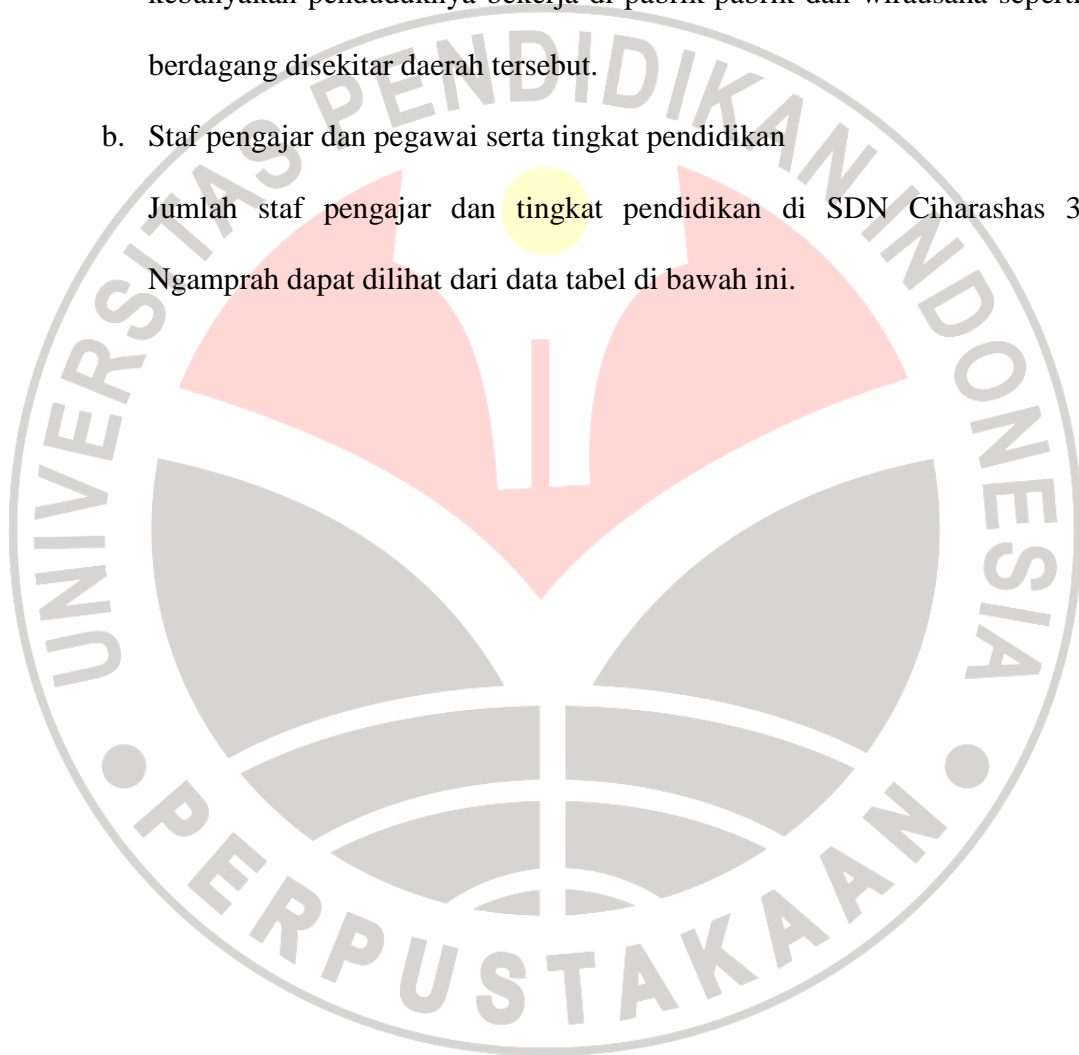 berdagang disekitar daerah tersebut.
b. Staf pengajar dan pegawai serta tingkat pendidikan
Jumlah staf pengajar dan tingkat pendidikan di SDN Ciharashas 3
Ngamprah dapat dilihat dari data tabel di bawah ini.
UNIVERSITAS PENDIDIKAN INDONESIA
PERPUSTAKAAN